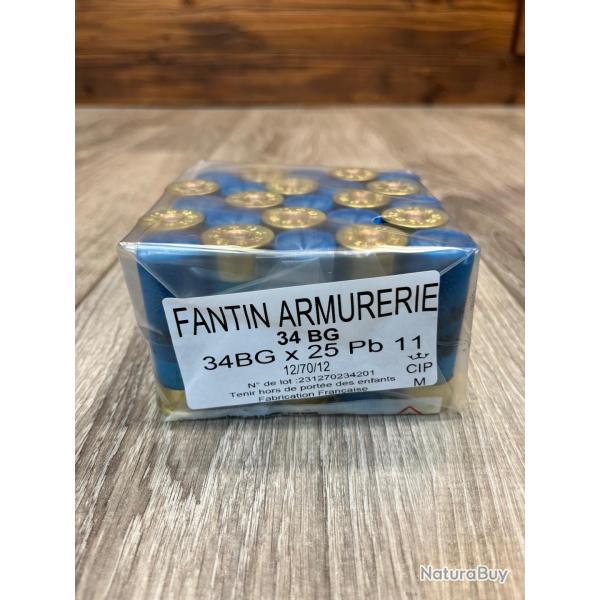 FANTIN ARMURERIE
34 BG
34BG x 25 Pb 11
12/70/12
CIP
N° de lot :231270234201
M
Tenir hors de portée des enfants
Fabrication Française
NaturaBuy